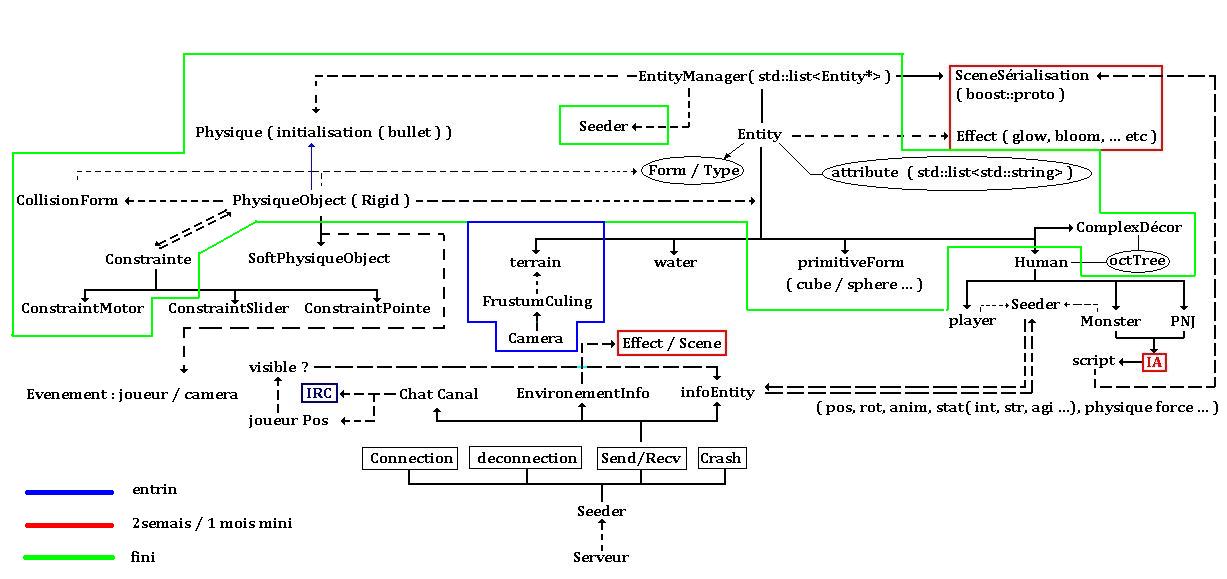 EntityManager( std::list<Entity*> )
SceneSérialisation
( boost::proto )
Physique ( initialisation ( bullet ) )
Seeder
Entity
Effect ( glow, bloom, ... etc )
Form / Type
attribute ( std::list<std::string> )
CollisionForm
PhysiqueObject ( Rigid )
ComplexDécor
Constrainte
SoftPhysiqueObject
terrain
water
primitiveForm
( cube / sphere ... )
Human
octTree
ConstraintMotor
ConstraintSlider
ConstraintPointe
FrustumCuling
Camera
player
Seeder
Monster
PNJ
Effect / Scene
script
IA
visible ?
Evenement : joueur / camera
IRC
Chat Canal
EnvironementInfo
infoEntity
( pos, rot, anim, stat( int, str, agi ...), physique force ... )
joueur Pos
Connection
deconnection
Send/Recv
Crash
Seeder
Serveur
entrin
2semais / 1 mois mini
fini